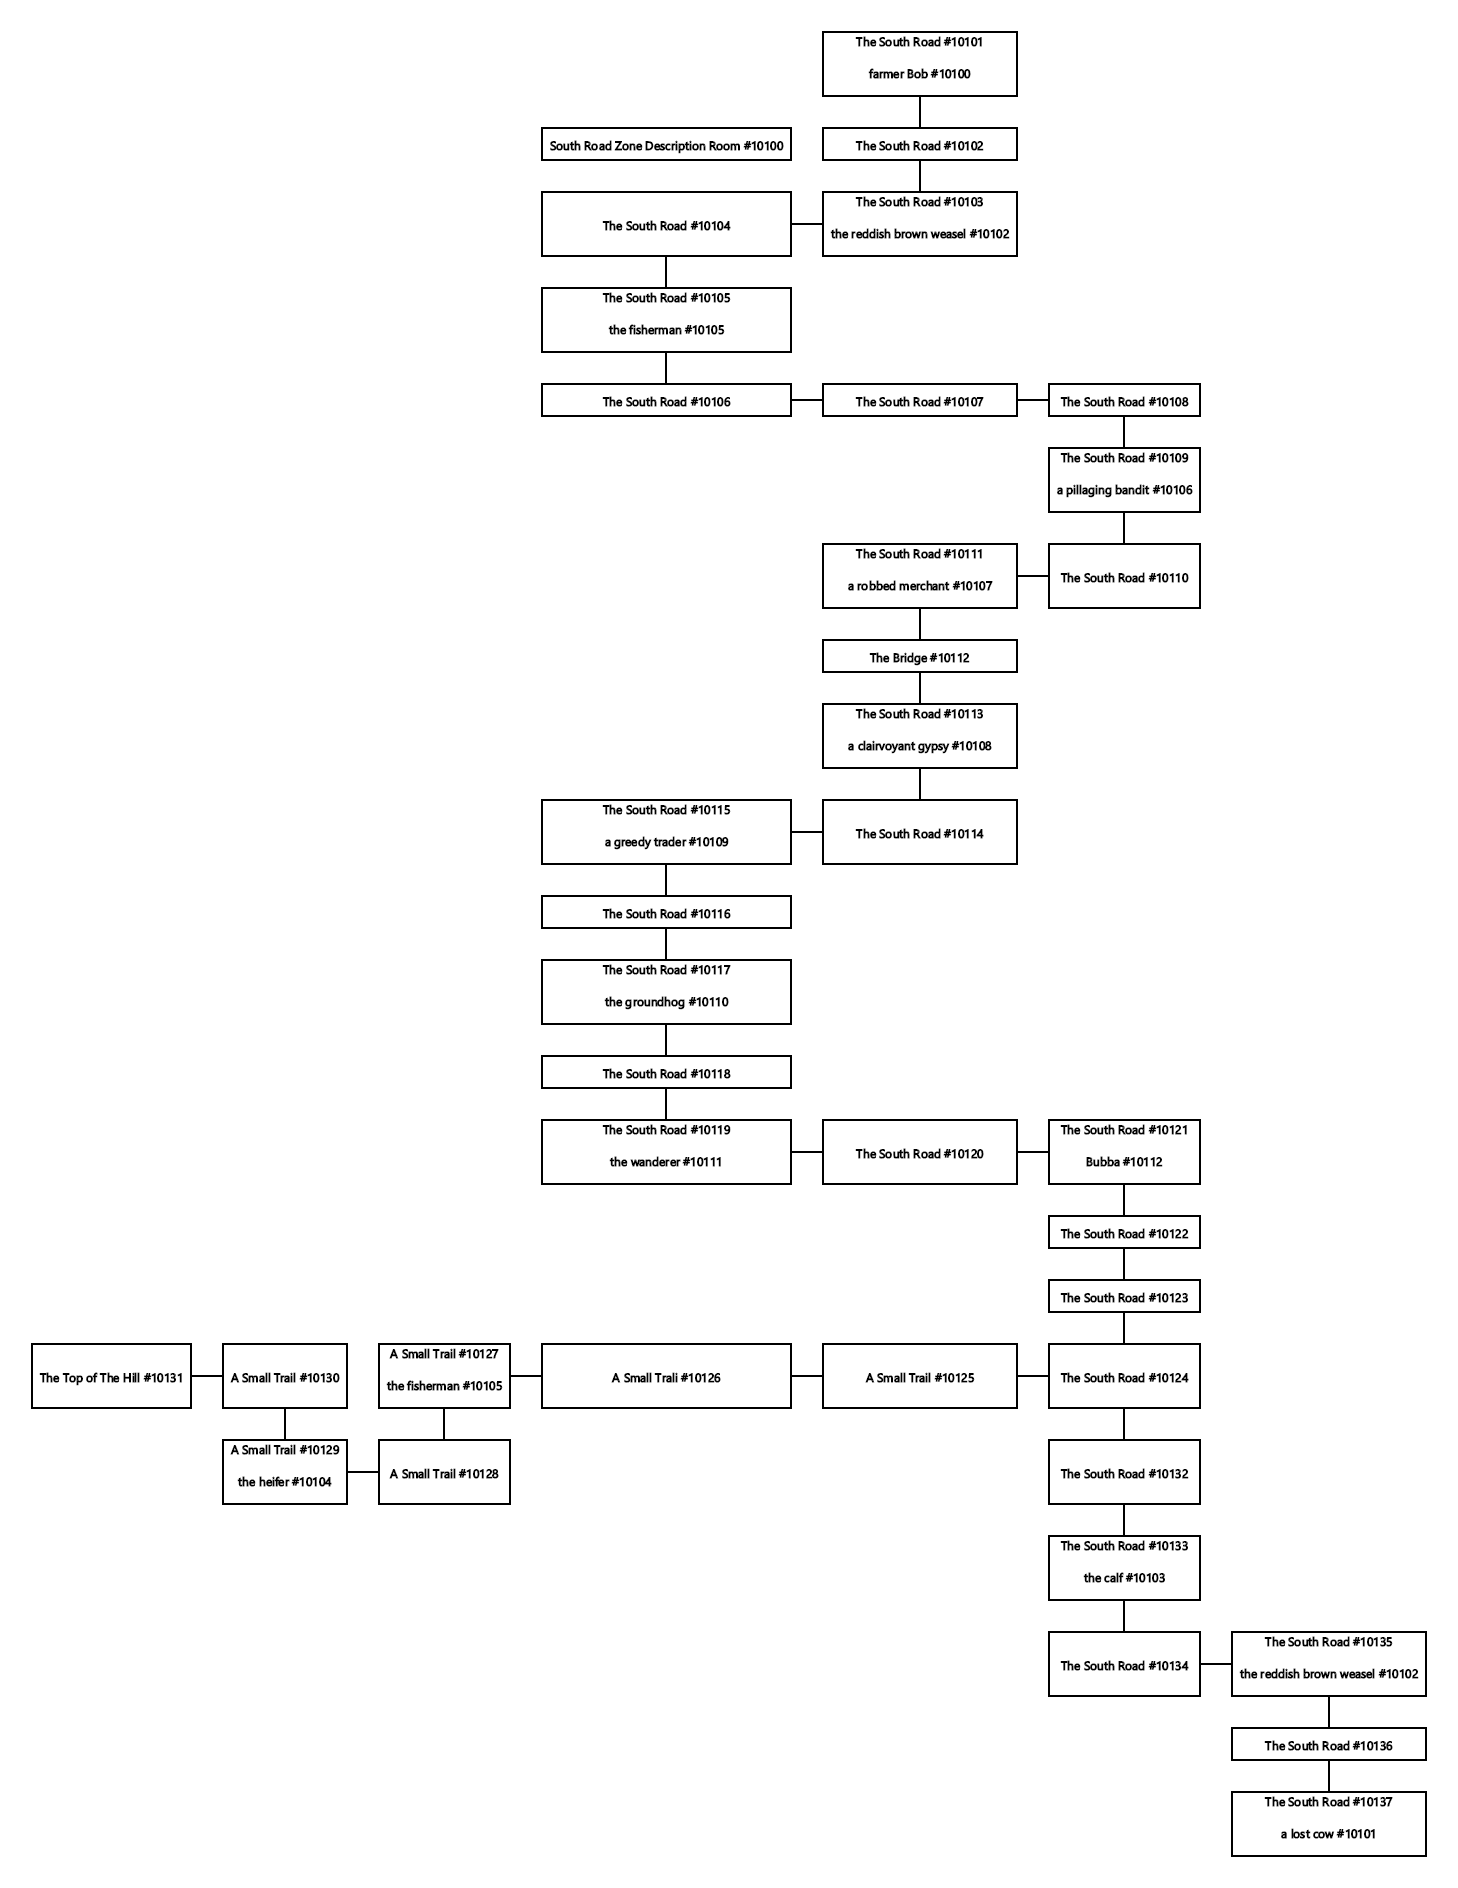 The South Road #10101
farmer Bob #10100
South Road Zone Description Room #10100
The South Road #10102
The South Road #10104
The South Road #10103
the reddish brown weasel #10102
The South Road #10105
the fisherman #10105
The South Road #10106
The South Road #10107
The South Road #10108
The South Road #10109
a pillaging bandit #10106
The South Road #10111
a robbed merchant #10107
The South Road #10110
The Bridge #10112
The South Road #10113
a clairvoyant gypsy #10108
The South Road #10115
a greedy trader #10109
The South Road #10114
The South Road #10116
The South Road #10117
the groundhog #10110
The South Road #10118
The South Road #10119
the wanderer #10111
The South Road #10120
The South Road #10121
Bubba #10112
The South Road #10122
The South Road #10123
The Top of The Hill #10131
A Small Trail #10130
A Small Trail #10127
the fisherman #10105
A Small Trali #10126
A Small Trail #10125
The South Road #10124
A Small Trail #10129
the heifer #10104
A Small Trail #10128
The South Road #10132
The South Road #10133
the calf #10103
The South Road #10134
The South Road #10135
the reddish brown weasel #10102
The South Road #10136
The South Road #10137
a lost cow #10101